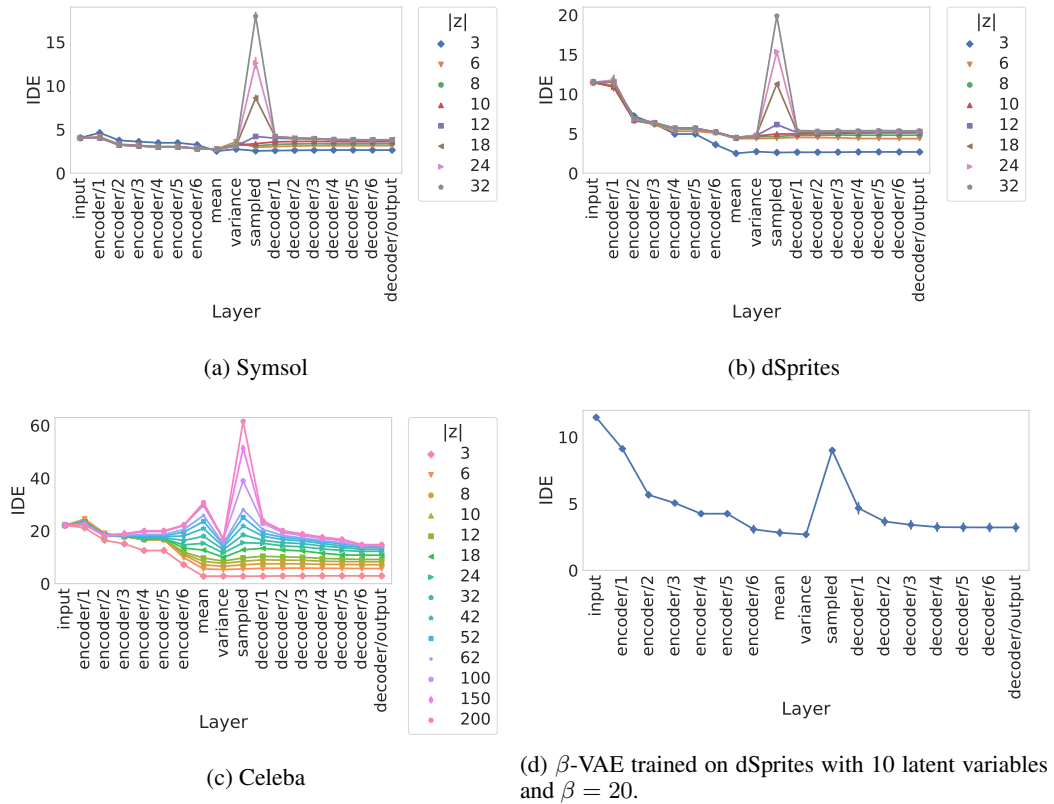 IDE
15
10
5
0
input
encoder/1
encoder/2
encoder/3
encoder/4
encoder/5
encoder/6
mean
variance
sampled
decoder/1
decoder/2
decoder/3
decoder/4
decoder/5
decoder/6
decoder/output
Layer
|z|
3
6
8
10
12
18
24
32
(a) Symsol
IDE
20
15
10
5
0
input
encoder/1
encoder/2
encoder/3
encoder/4
encoder/5
encoder/6
mean
variance
sampled
decoder/1
decoder/2
decoder/3
decoder/4
decoder/5
decoder/6
decoder/output
Layer
|z|
3
6
8
10
12
18
24
32
(b) dSprites
IDE
60
40
20
0
input
encoder/1
encoder/2
encoder/3
encoder/4
encoder/5
encoder/6
mean
variance
sampled
decoder/1
decoder/2
decoder/3
decoder/4
decoder/5
decoder/6
decoder/output
Layer
|z|
3
6
8
10
12
18
24
32
42
52
62
100
150
200
(c) Celeba
IDE
10
5
0
input
encoder/1
encoder/2
encoder/3
encoder/4
encoder/5
encoder/6
mean
variance
sampled
decoder/1
decoder/2
decoder/3
decoder/4
decoder/5
decoder/6
decoder/output
Layer
(d) β-VAE trained on dSprites with 10 latent variables
and β = 20.